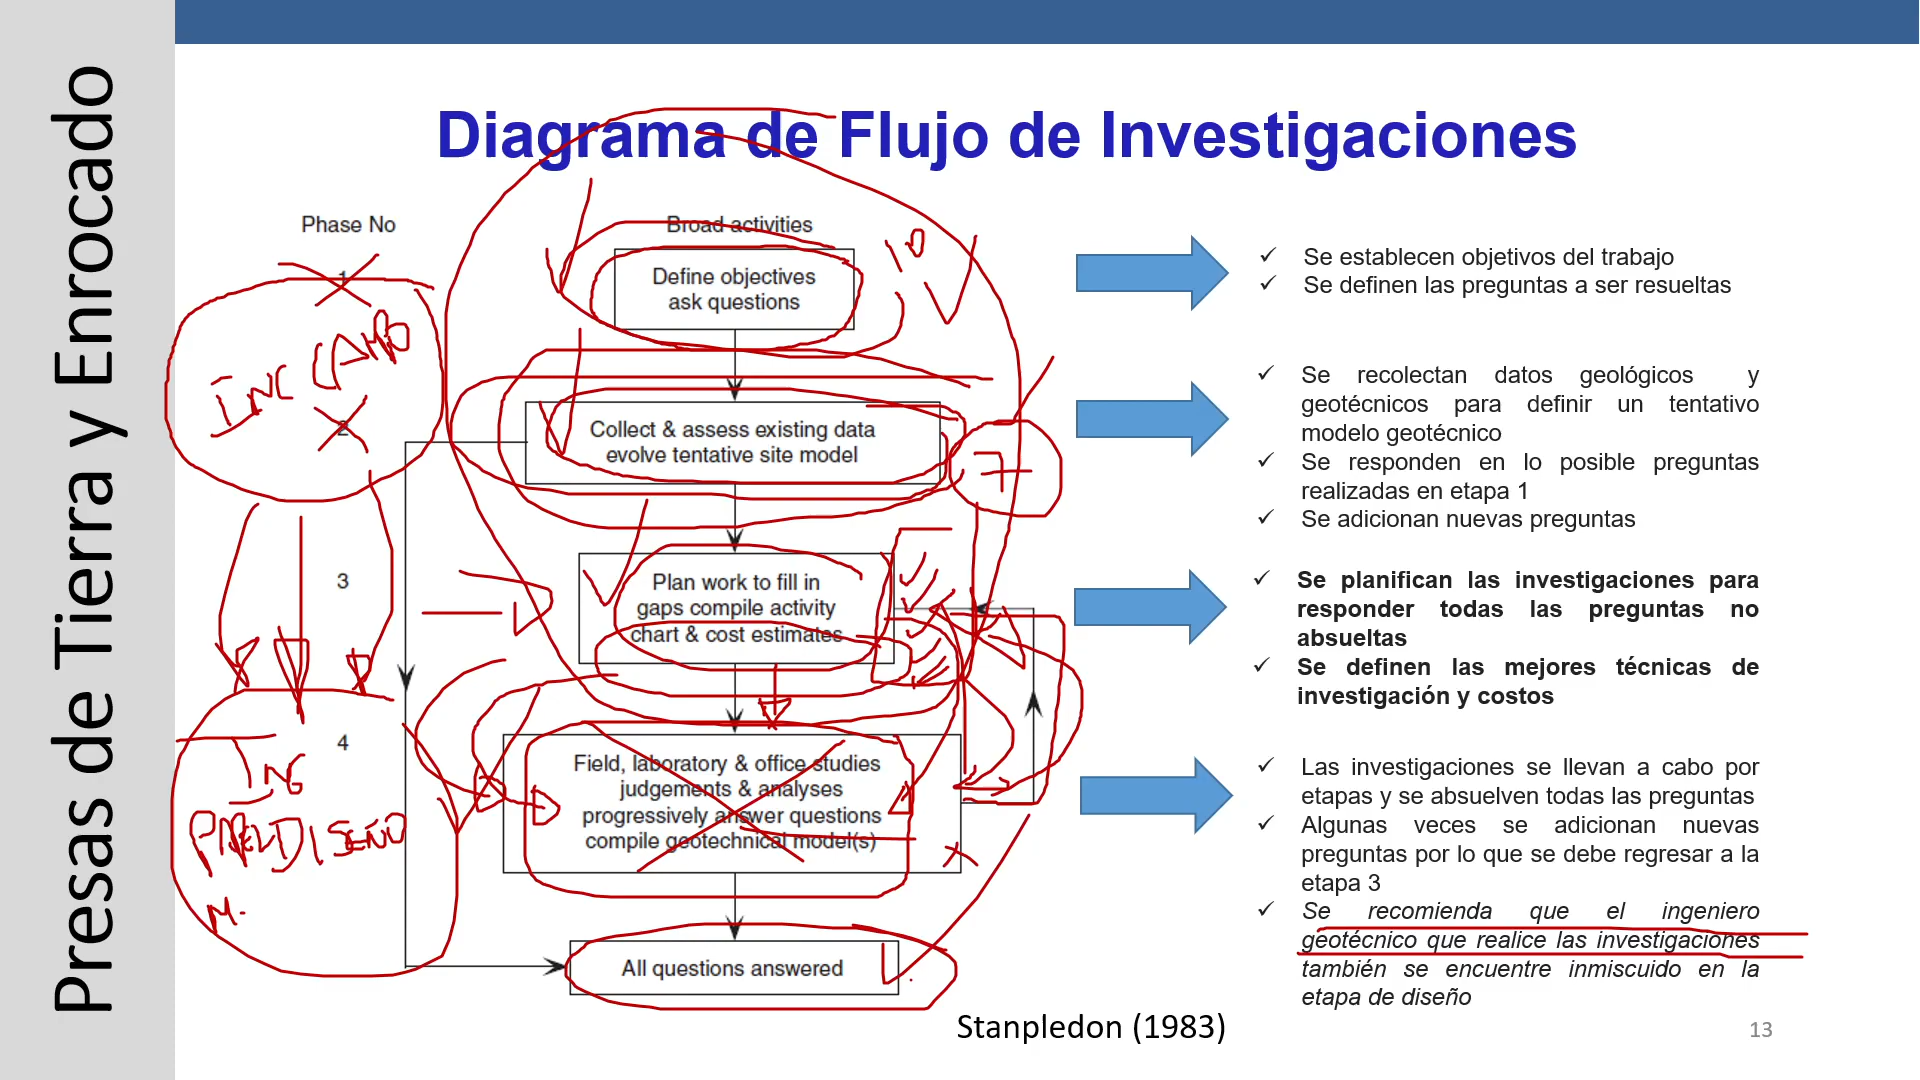 Presas de Tierra y Enrocado
Diagrama de Flujo de Investigaciones
Phase No
Broad activities
1
Define objectives
ask questions
10
ING CAMPO
2
Collect & assess existing data
evolve tentative site model
3
Plan work to fill in
gaps compile activity
chart & cost estimates
4
Field, laboratory & office studies
judgements & analyses
progressively answer questions
compile geotechnical model(s)
ING
PREDISEÑO
M.
All questions answered
Se establecen objetivos del trabajo
Se definen las preguntas a ser resueltas
Se recolectan datos geológicos y
geotécnicos para definir un tentativo
modelo geotécnico
Se responden en lo posible preguntas
realizadas en etapa 1
Se adicionan nuevas preguntas
Se planifican las investigaciones para
responder todas las preguntas no
absueltas
Se definen las mejores técnicas de
investigación y costos
Las investigaciones se llevan a cabo por
etapas y se absuelven todas las preguntas
Algunas veces se adicionan nuevas
preguntas por lo que se debe regresar a la
etapa 3
Se recomienda que el ingeniero
geotécnico que realice las investigaciones
también se encuentre inmiscuido en la
etapa de diseño
Stanpledon (1983)
13